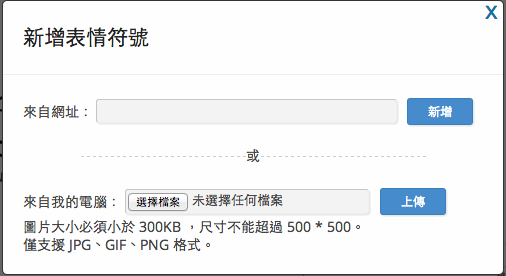 X
新增表情符號
來自網址：
新增
或
來自我的電腦：
選擇檔案 未選擇任何檔案
上傳
圖片大小必須小於 300KB ，尺寸不能超過 500 * 500。
僅支援 JPG、GIF、PNG 格式。